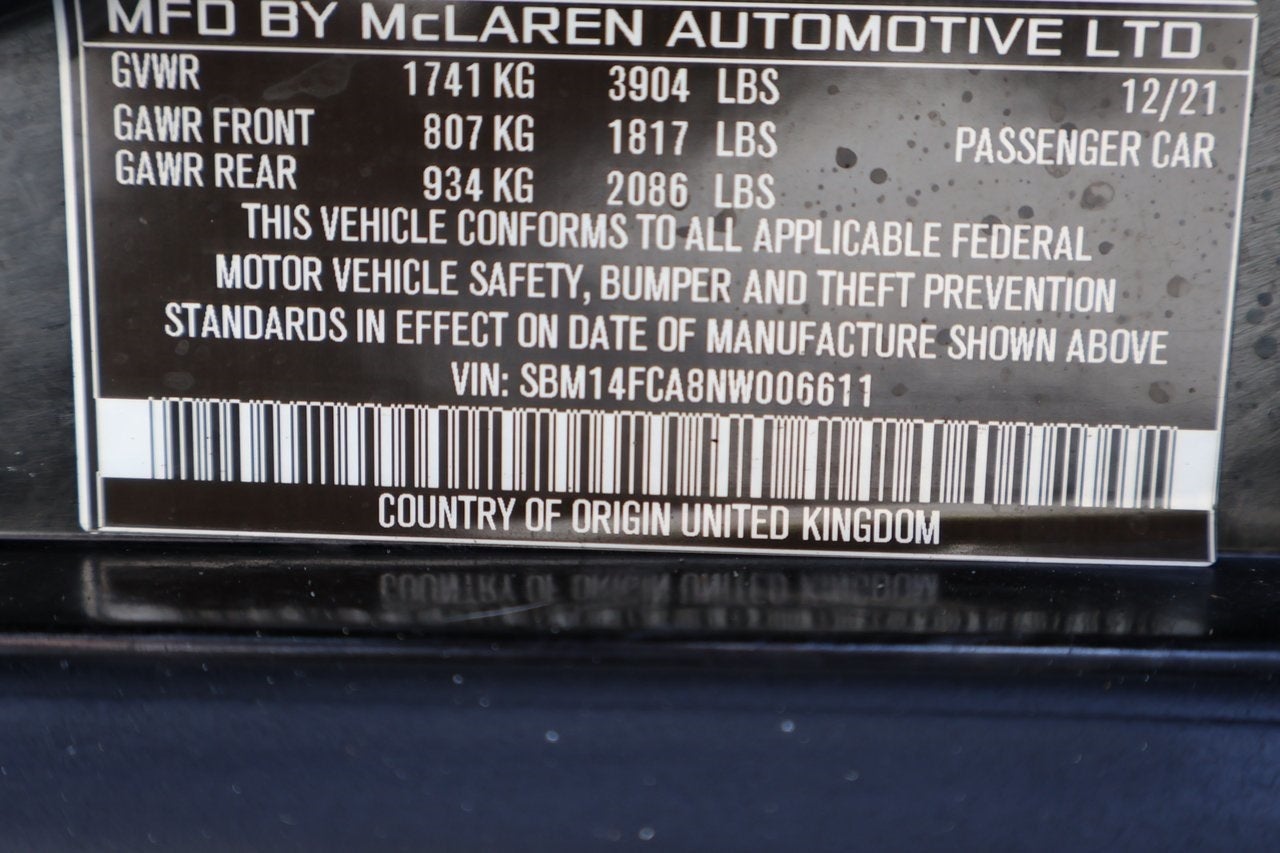 MFD BY McLAREN AUTOMOTIVE LTD
GVWR 1741 KG 3904 LBS 12/21
GAWR FRONT 807 KG 1817 LBS PASSENGER CAR
GAWR REAR 934 KG 2086 LBS
THIS VEHICLE CONFORMS TO ALL APPLICABLE FEDERAL
MOTOR VEHICLE SAFETY, BUMPER AND THEFT PREVENTION
STANDARDS IN EFFECT ON DATE OF MANUFACTURE SHOWN ABOVE
VIN: SBM14FCA8NW006611
COUNTRY OF ORIGIN UNITED KINGDOM